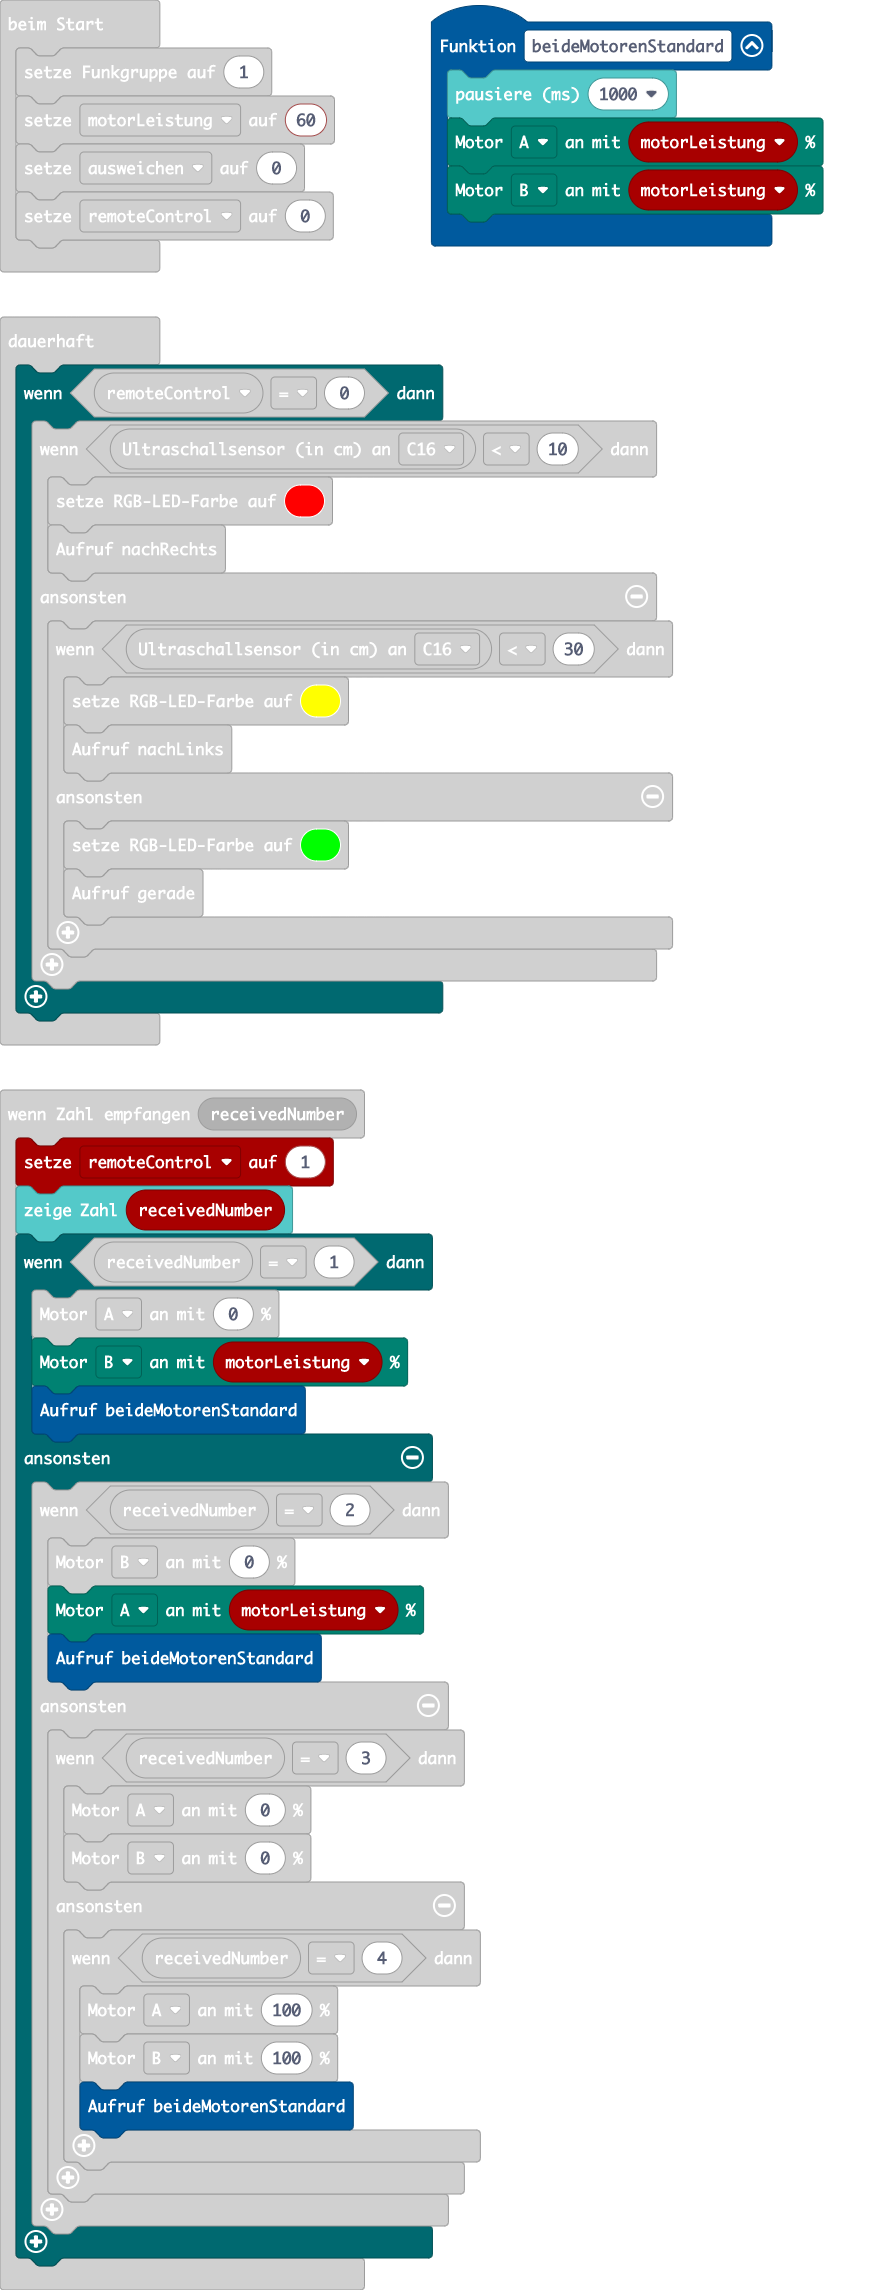 beim Start
setze Funkgruppe auf 1
setze motorLeistung auf 60
setze ausweichen auf 0
setze remoteControl auf 0
Funktion beideMotorenStandard
pausiere (ms) 1000
Motor A an mit motorLeistung %
Motor B an mit motorLeistung %
dauerhaft
wenn remoteControl = 0 dann
wenn Ultraschallsensor (in cm) an C16 < 10 dann
setze RGB-LED-Farbe auf
Aufruf nachRechts
ansonsten
wenn Ultraschallsensor (in cm) an C16 < 30 dann
setze RGB-LED-Farbe auf
Aufruf nachLinks
ansonsten
setze RGB-LED-Farbe auf
Aufruf gerade
wenn Zahl empfangen receivedNumber
setze remoteControl auf 1
zeige Zahl receivedNumber
wenn receivedNumber = 1 dann
Motor A an mit 0 %
Motor B an mit motorLeistung %
Aufruf beideMotorenStandard
ansonsten
wenn receivedNumber = 2 dann
Motor B an mit 0 %
Motor A an mit motorLeistung %
Aufruf beideMotorenStandard
ansonsten
wenn receivedNumber = 3 dann
Motor A an mit 0 %
Motor B an mit 0 %
ansonsten
wenn receivedNumber = 4 dann
Motor A an mit 100 %
Motor B an mit 100 %
Aufruf beideMotorenStandard